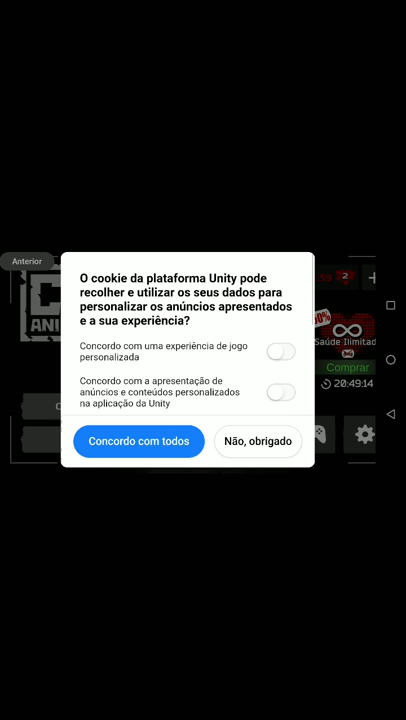 Anterior
O cookie da plataforma Unity pode
recolher e utilizar os seus dados para
personalizar os anúncios apresentados
e a sua experiência?
Concordo com uma experiência de jogo
personalizada
Concordo com a apresentação de
anúncios e conteúdos personalizados
na aplicação da Unity
Concordo com todos
Não, obrigado
2
+
Saúde Ilimitad
Comprar
20:49:14
ANI